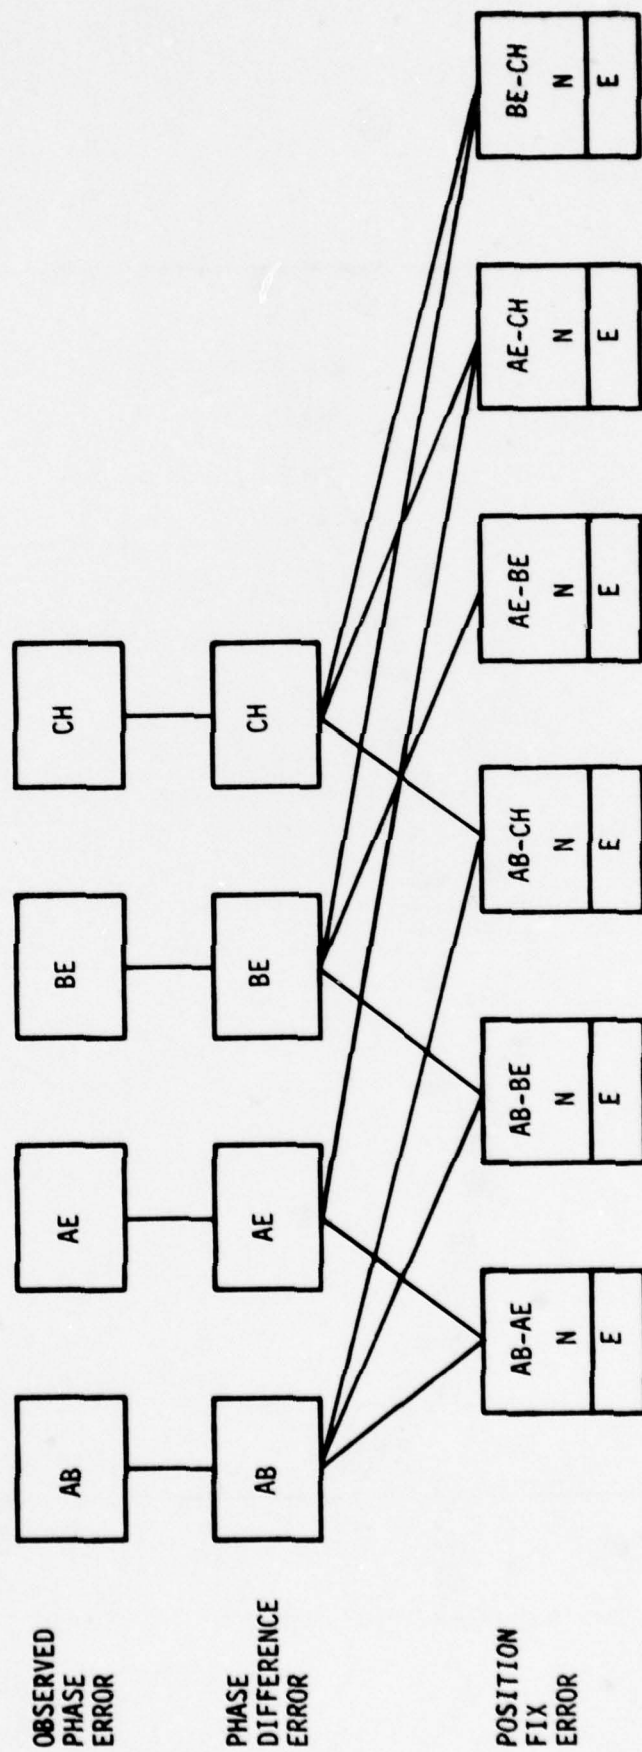 OBSERVED
PHASE
ERROR
AB
AE
BE
CH
PHASE
DIFFERENCE
ERROR
AB
AE
BE
CH
POSITION
FIX
ERROR
AB-AE
N
E
AB-BE
N
E
AB-CH
N
E
AE-BE
N
E
AE-CH
N
E
BE-CH
N
E